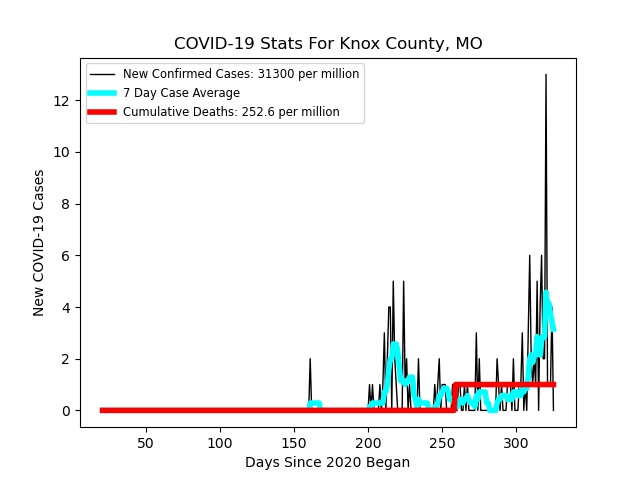 COVID-19 Stats For Knox County, MO
New Confirmed Cases: 31300 per million
7 Day Case Average
Cumulative Deaths: 252.6 per million
New COVID-19 Cases
12
10
8
6
4
2
0
50 100 150 200 250 300
Days Since 2020 Began